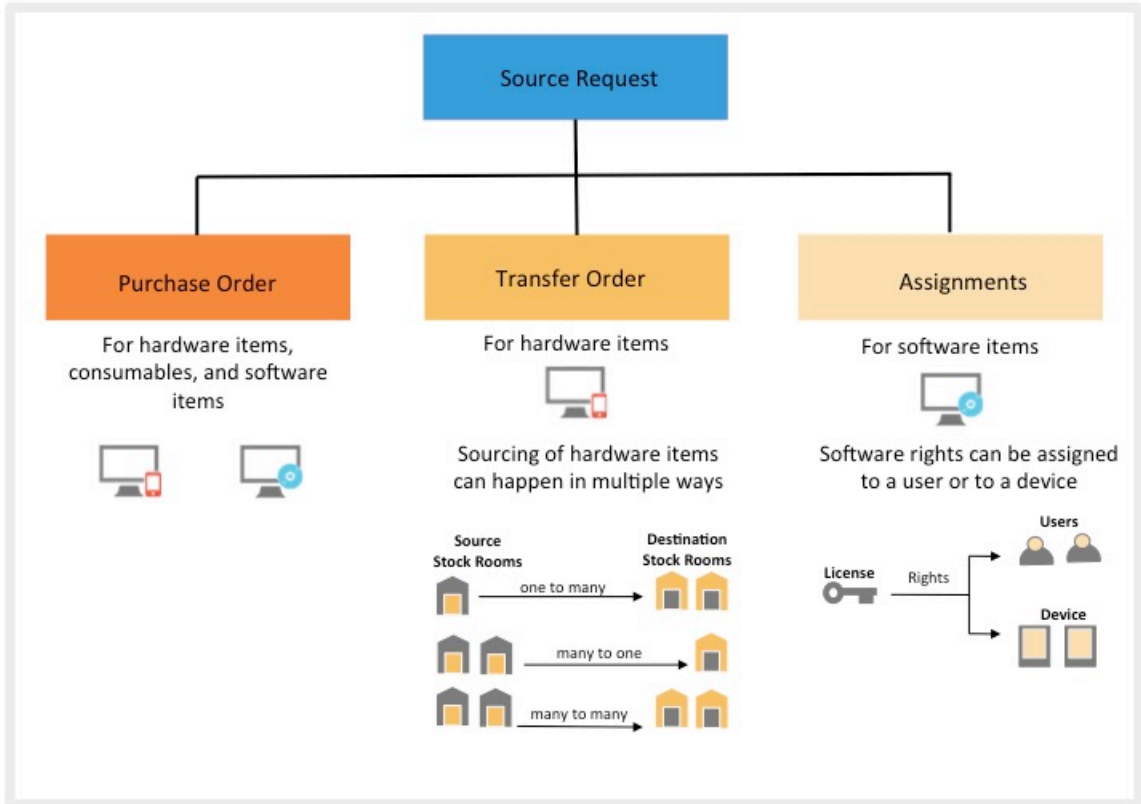 Source Request
Purchase Order
For hardware items,
consumables, and software
items
Transfer Order
For hardware items
Sourcing of hardware items
can happen in multiple ways
Source
Stock Rooms
Destination
Stock Rooms
one to many
many to one
many to many
Assignments
For software items
Software rights can be assigned
to a user or to a device
Users
License
Rights
Device